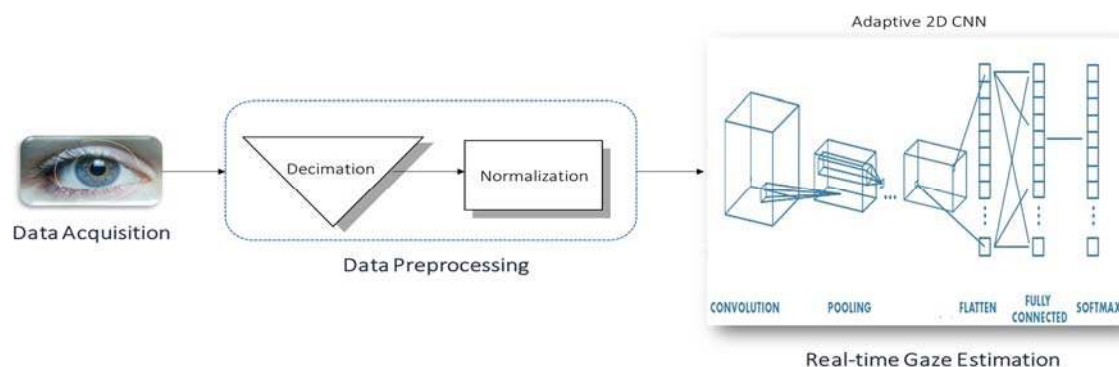 Adaptive 2D CNN
Decimation
Normalization
Data Acquisition
Data Preprocessing
...
CONVOLUTION
POOLING
FLATTEN
FULLY
CONNECTED
SOFTMAX
Real-time Gaze Estimation